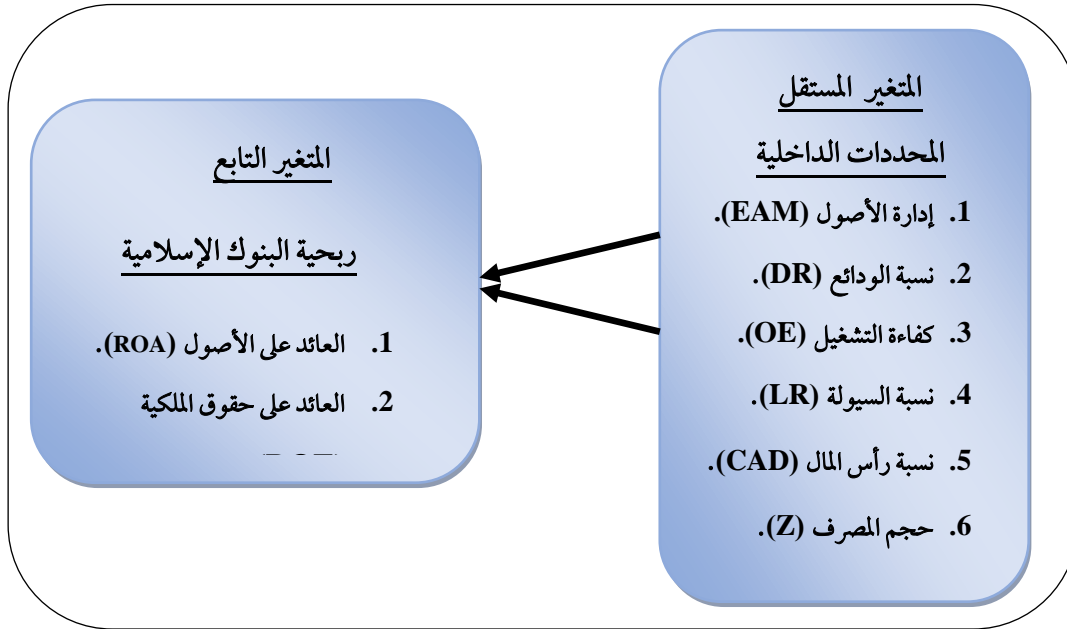 المتغير المستقل
المحددات الداخلية
1. إدارة الأصول (EAM).
2. نسبة الودائع (DR).
3. كفاءة التشغيل (OE).
4. نسبة السيولة (LR).
5. نسبة رأس المال (CAD).
6. حجم المصرف (Z).
المتغير التابع
ربحية البنوك الإسلامية
1. العائد على الأصول (ROA).
2. العائد على حقوق الملكية